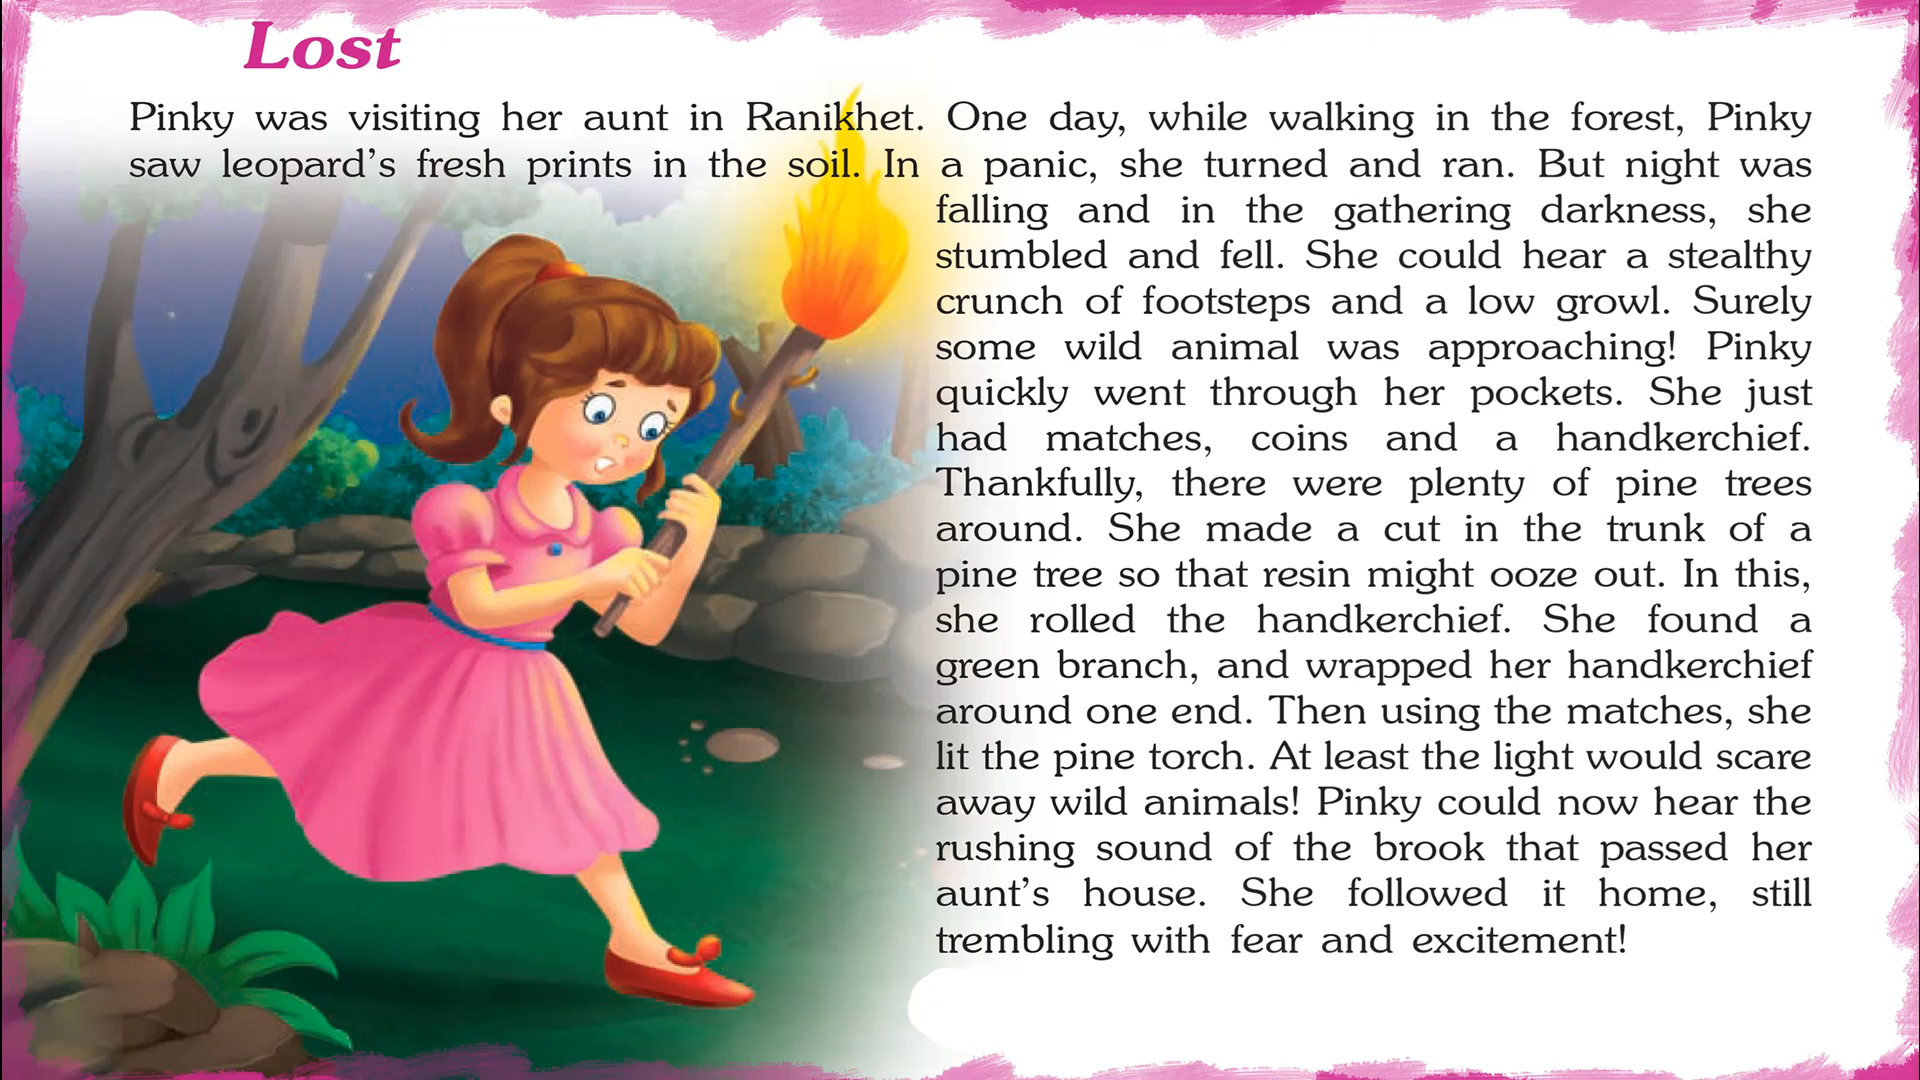 Lost
Pinky was visiting her aunt in Ranikhet. One day, while walking in the forest, Pinky
saw leopard’s fresh prints in the soil. In a panic, she turned and ran. But night was
falling and in the gathering darkness, she
stumbled and fell. She could hear a stealthy
crunch of footsteps and a low growl. Surely
some wild animal was approaching! Pinky
quickly went through her pockets. She just
had matches, coins and a handkerchief.
Thankfully, there were plenty of pine trees
around. She made a cut in the trunk of a
pine tree so that resin might ooze out. In this,
she rolled the handkerchief. She found a
green branch, and wrapped her handkerchief
around one end. Then using the matches, she
lit the pine torch. At least the light would scare
away wild animals! Pinky could now hear the
rushing sound of the brook that passed her
aunt’s house. She followed it home, still
trembling with fear and excitement!